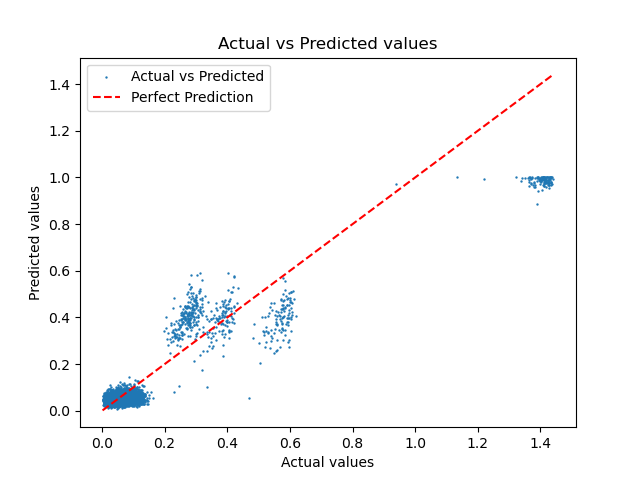 Actual vs Predicted values
Actual vs Predicted
Perfect Prediction
1.4
1.2
1.0
0.8
0.6
0.4
0.2
0.0
Predicted values
0.0 0.2 0.4 0.6 0.8 1.0 1.2 1.4
Actual values